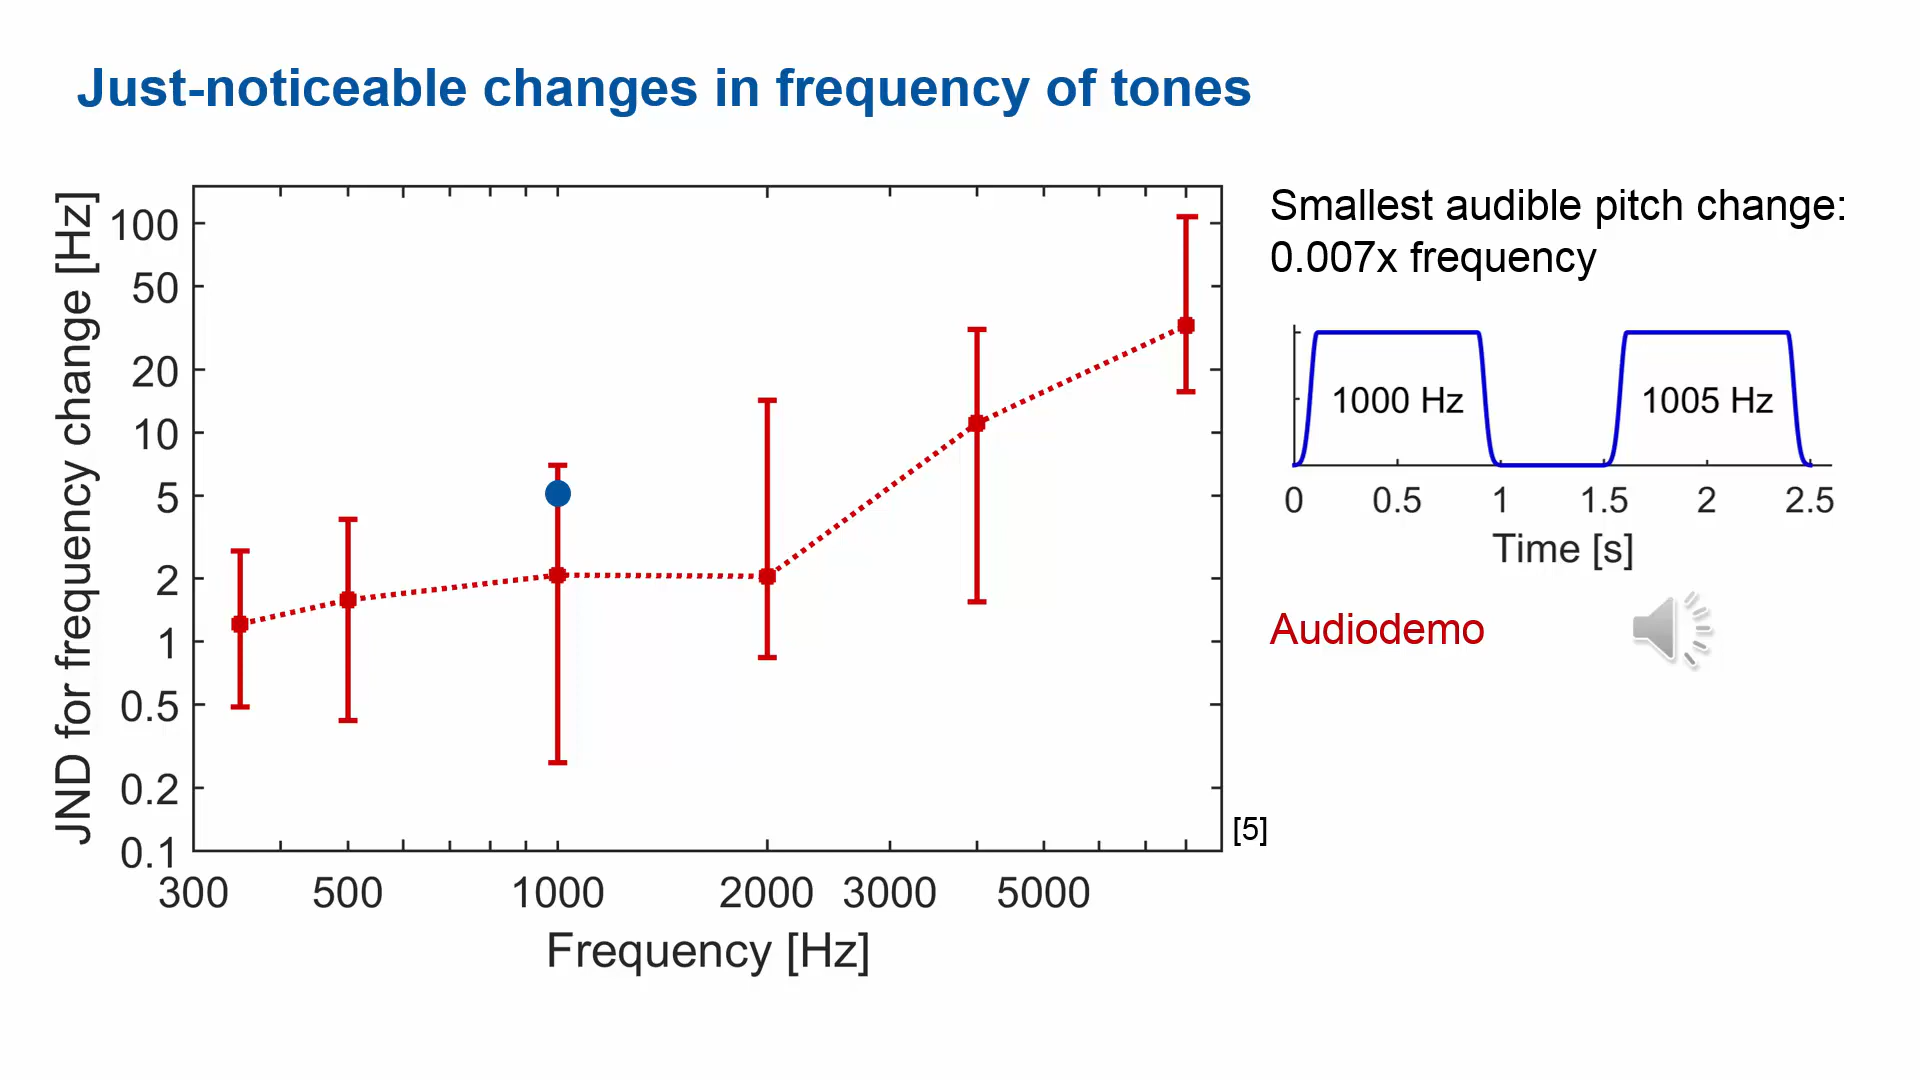 Just-noticeable changes in frequency of tones
JND for frequency change [Hz]
100
50
20
10
5
2
1
0.5
0.2
0.1
300
500
1000
2000
3000
5000
Frequency [Hz]
[5]
Smallest audible pitch change:
0.007x frequency
1000 Hz
1005 Hz
0
0.5
1
1.5
2
2.5
Time [s]
Audiodemo